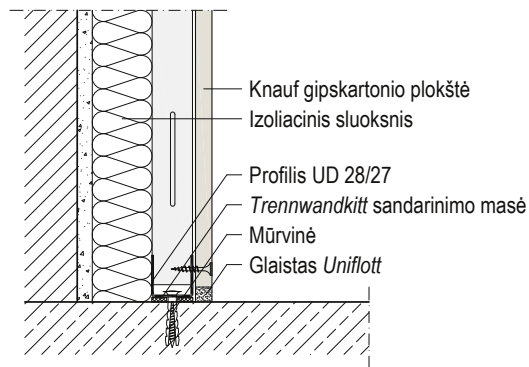 Knauf gipskartonio plokštė
Izoliacinis sluoksnis
Profilis UD 28/27
Trennwandkitt sandarinimo masė
Mūrvinė
Glaistas Uniflott